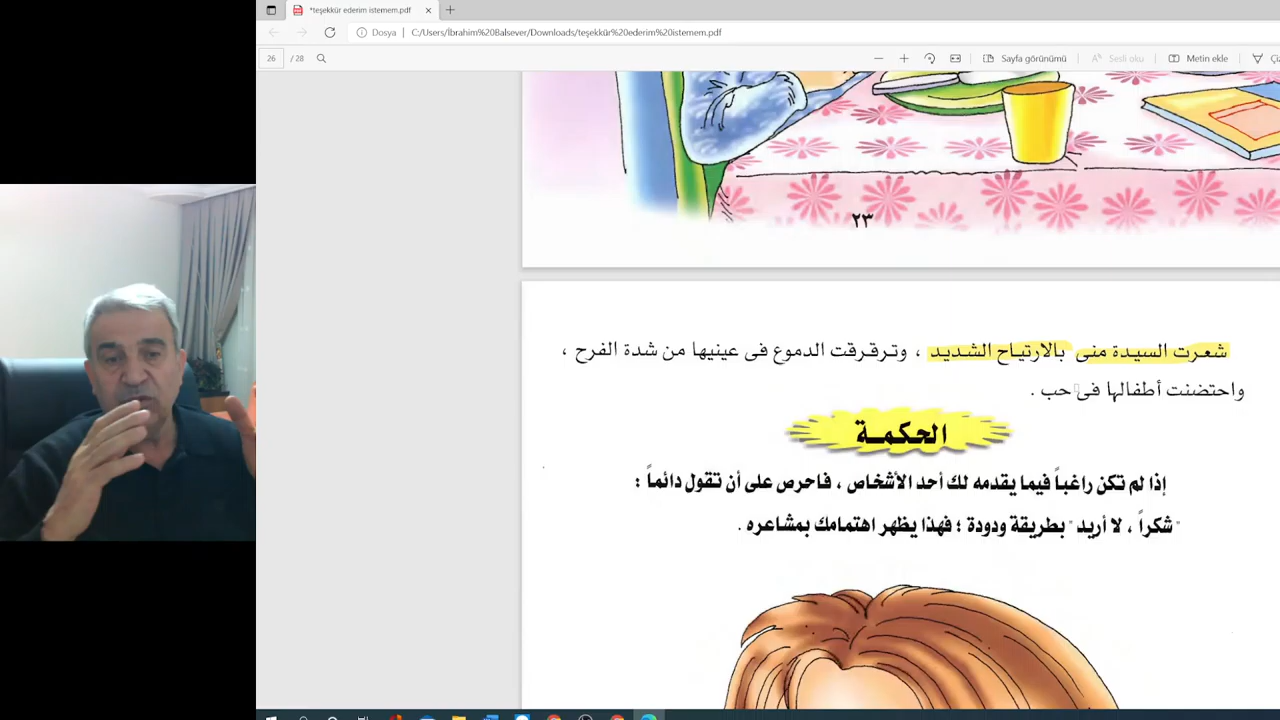 *teşekkür ederim istemem.pdf
Dosya | C:/Users/İbrahim%20Balsever/Downloads/teşekkür%20ederim%20istemem.pdf
26 / 28 Sayfa görünümü Sesli oku Metin ekle Çiz
٢٣
شعرت السيدة منى بالارتياح الشديد ، وترقرقت الدموع فى عينيها من شدة الفرح ،
واحتضنت أطفالها فى حب .
الحكمة
إذا لم تكن راغباً فيما يقدمه لك أحد الأشخاص ، فاحرص على أن تقول دائماً :
" شكراً ، لا أريد " بطريقة ودودة ؛ فهذا يظهر اهتمامك بمشاعره .